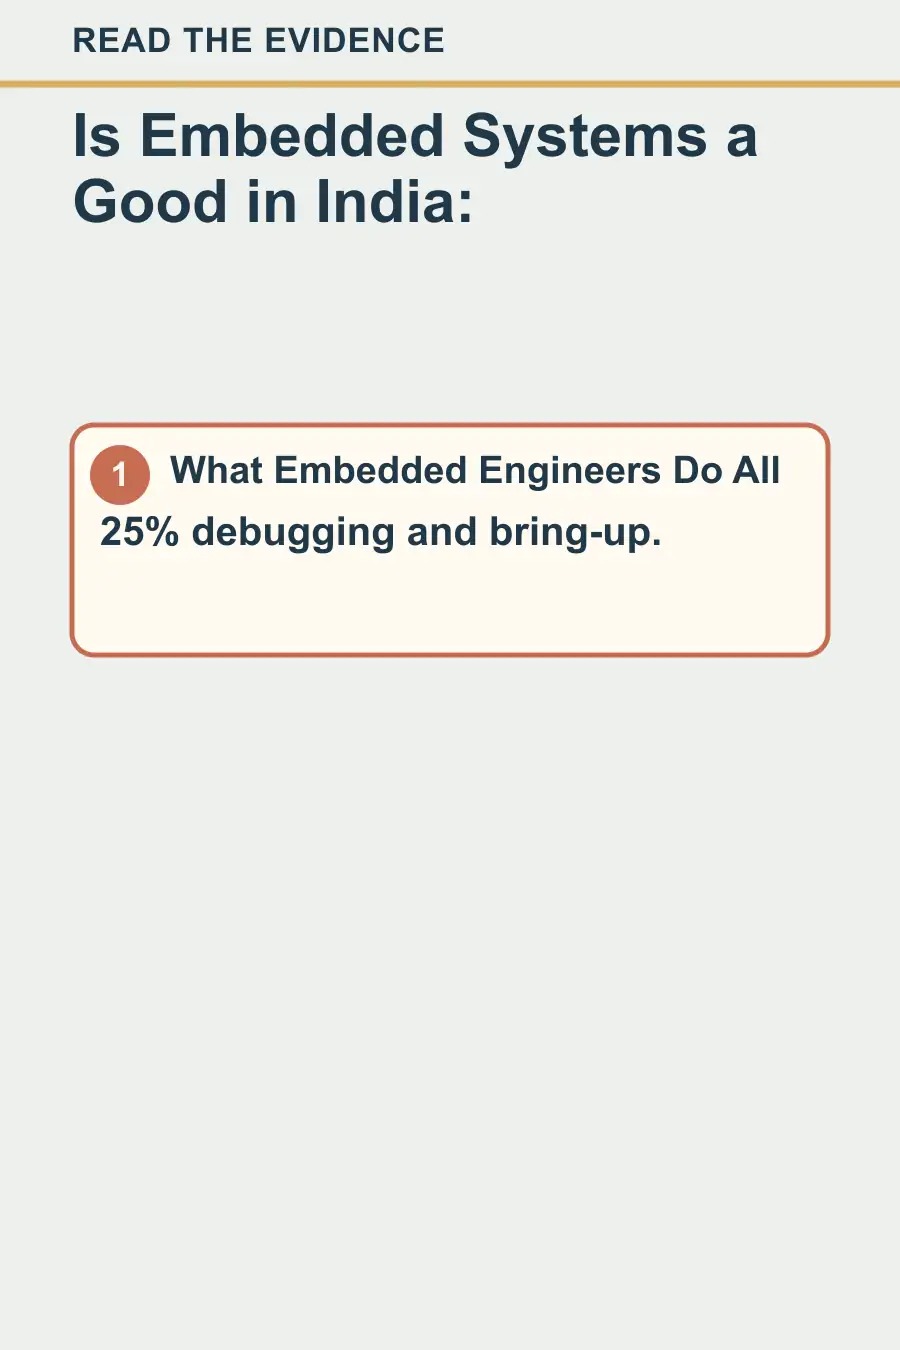 READ THE EVIDENCE
Is Embedded Systems a
Good in India:
1 What Embedded Engineers Do All
25% debugging and bring-up.